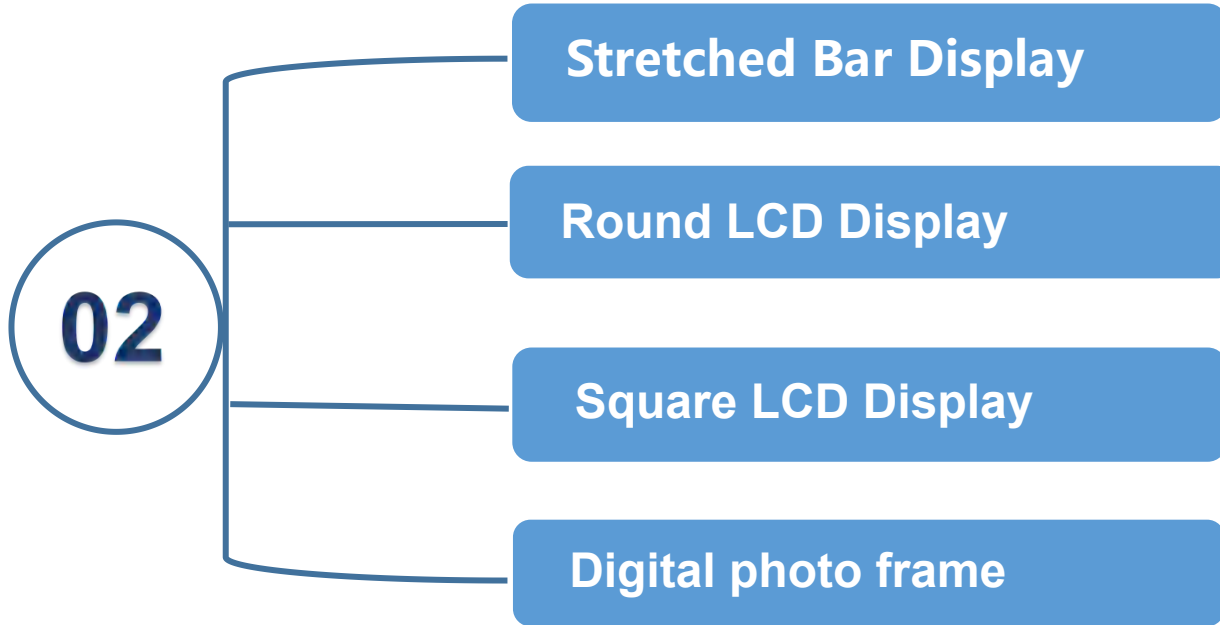 Stretched Bar Display
Round LCD Display
02
Square LCD Display
Digital photo frame